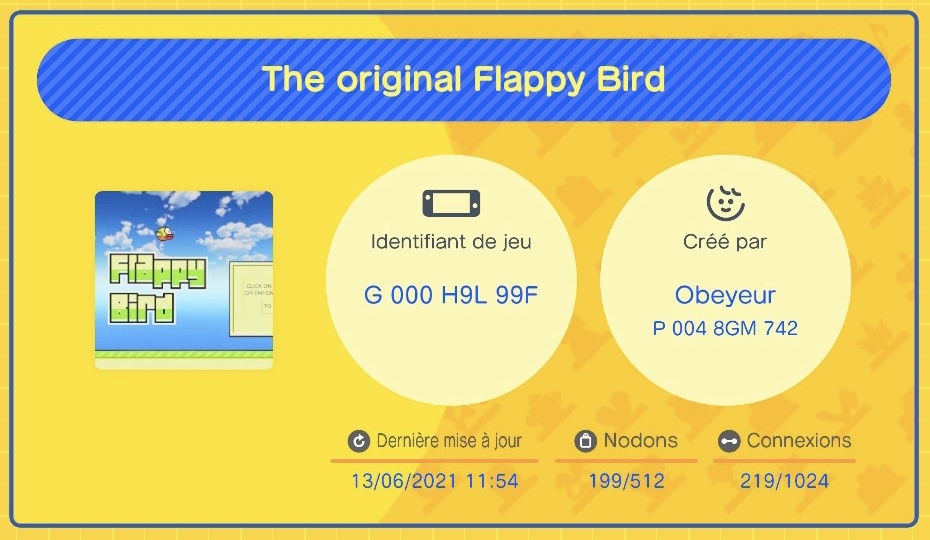 The original Flappy Bird
Flappy
Bird
CLICK ON
OR TAP ON
TO
Identifiant de jeu
G 000 H9L 99F
Créé par
Obeyeur
P 004 8GM 742
Dernière mise à jour
13/06/2021 11:54
Nodons
199/512
Connexions
219/1024